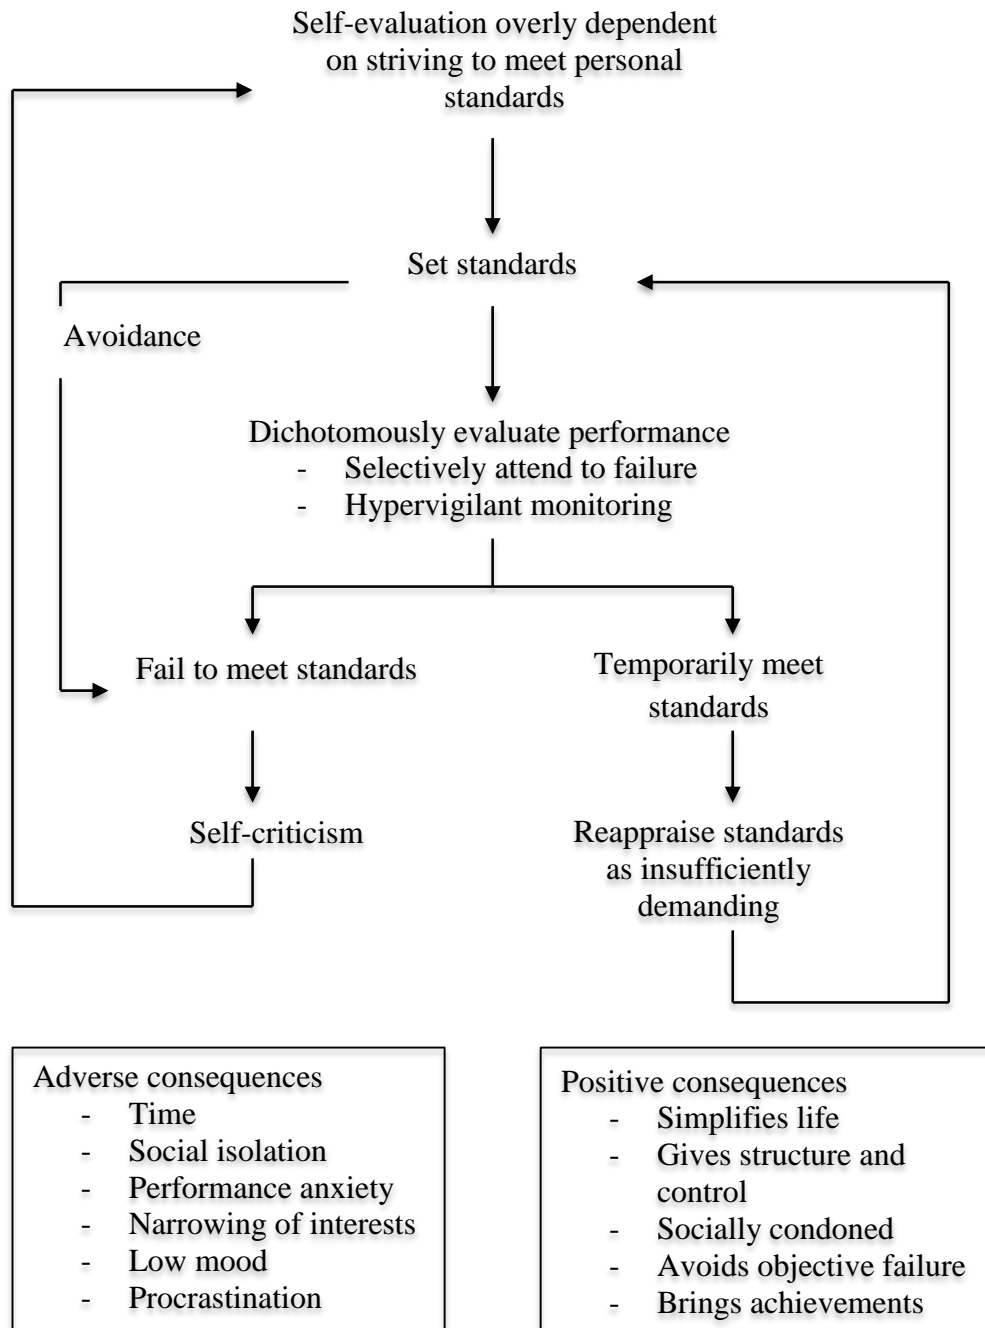 Self-evaluation overly dependent
on striving to meet personal
standards
Set standards
Avoidance
Dichotomously evaluate performance
- Selectively attend to failure
- Hypervigilant monitoring
Fail to meet standards
Temporarily meet
standards
Self-criticism
Reappraise standards
as insufficiently
demanding
Adverse consequences
- Time
- Social isolation
- Performance anxiety
- Narrowing of interests
- Low mood
- Procrastination
Positive consequences
- Simplifies life
- Gives structure and
control
- Socially condoned
- Avoids objective failure
- Brings achievements